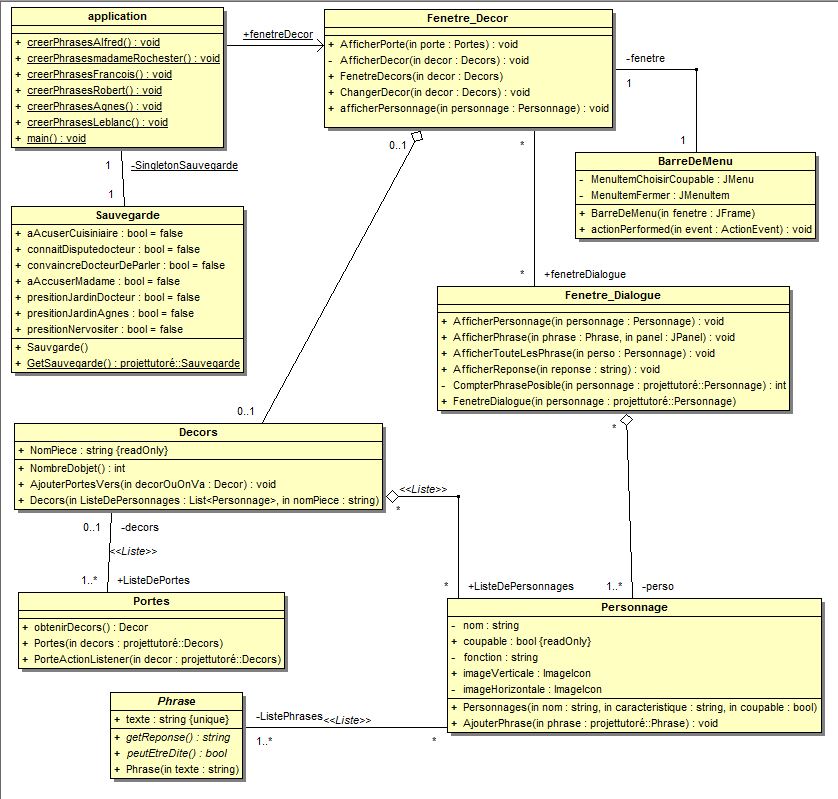 application
+ creerPhrasesAlfred() : void
+ creerPhrasesmadameRochester() : void
+ creerPhrasesFrancois() : void
+ creerPhrasesRobert() : void
+ creerPhrasesAgnes() : void
+ creerPhrasesLeblanc() : void
+ main() : void
+fenetreDecor
Fenetre_Decor
+ AfficherPorte(in porte : Portes) : void
- AfficherDecor(in decor : Decors) : void
+ FenetreDecors(in decor : Decors)
+ ChangerDecor(in decor : Decors) : void
+ afficherPersonnage(in personnage : Personnage) : void
-fenetre
1
1
BarreDeMenu
- MenuItemChoisirCoupable : JMenu
- MenuItemFermer : JMenuItem
+ BarreDeMenu(in fenetre : JFrame)
+ actionPerformed(in event : ActionEvent) : void
1
-SingletonSauvegarde
1
Sauvegarde
+ aAcuserCuisiniaire : bool = false
+ connaitDisputedocteur : bool = false
+ convaincreDocteurDeParler : bool = false
+ aAccuserMadame : bool = false
+ presitionJardinDocteur : bool = false
+ presitionJardinAgnes : bool = false
+ presitionNervositer : bool = false
+ Sauvgarde()
+ GetSauvegarde() : projettutoré::Sauvegarde
0..1
0..1
*
*
+fenetreDialogue
Fenetre_Dialogue
+ AfficherPersonnage(in personnage : Personnage) : void
+ AfficherPhrase(in phrase : Phrase, in panel : JPanel) : void
+ AfficherTouteLesPhrase(in perso : Personnage) : void
+ AfficherReponse(in reponse : string) : void
- CompterPhrasePosible(in personnage : projettutoré::Personnage) : int
+ FenetreDialogue(in personnage : projettutoré::Personnage)
Decors
+ NomPiece : string {readOnly}
+ NombreDobjet() : int
+ AjouterPortesVers(in decorOuOnVa : Decor) : void
+ Decors(in ListeDePersonnages : List<Personnage>, in nomPiece : string)
<<Liste>>
*
*
+ListeDePersonnages
*
1..*
-perso
0..1
-decors
<<Liste>>
1..*
+ListeDePortes
Portes
+ obtenirDecors() : Decor
+ Portes(in decors : projettutoré::Decors)
+ PorteActionListener(in decor : projettutoré::Decors)
Personnage
- nom : string
+ coupable : bool {readOnly}
- fonction : string
+ imageVerticale : ImageIcon
- imageHorizontale : ImageIcon
+ Personnages(in nom : string, in caracteristique : string, in coupable : bool)
+ AjouterPhrase(in phrase : projettutoré::Phrase) : void
Phrase
+ texte : string {unique}
+ getReponse() : string
+ peutEtreDite() : bool
+ Phrase(in texte : string)
-ListePhrases
<<Liste>>
1..*
*